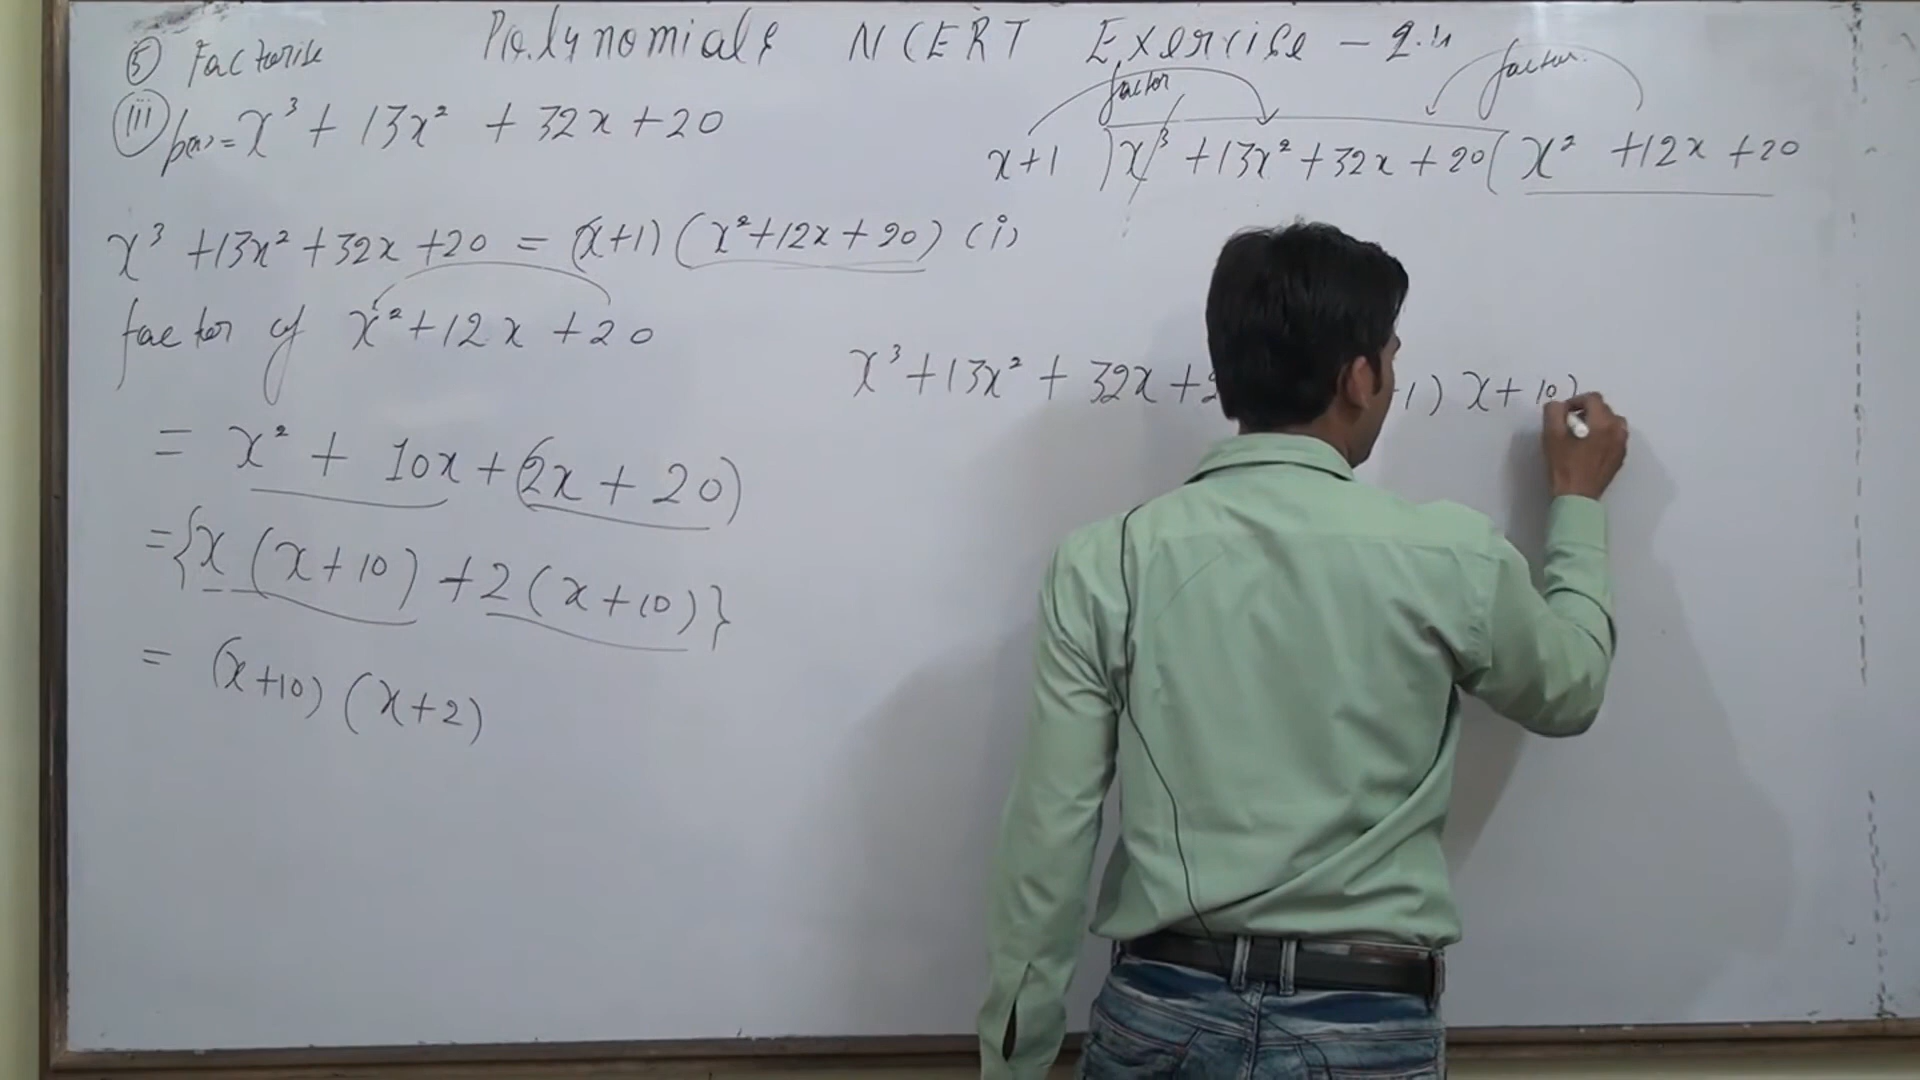 Polynomials NCERT Exercise - 2.4
⑤ Factorise
(iii) p(x) = x³ + 13x² + 32x + 20
x³ + 13x² + 32x + 20 = (x+1) (x² + 12x + 20) (i)
factor of x² + 12x + 20
= x² + 10x + (2x + 20)
= {x (x+10) + 2 (x+10)}
= (x+10) (x+2)
factor factor
x+1 ) x³ + 13x² + 32x + 20 ( x² + 12x + 20
x³ + 13x² + 32x + 1) x + 10)